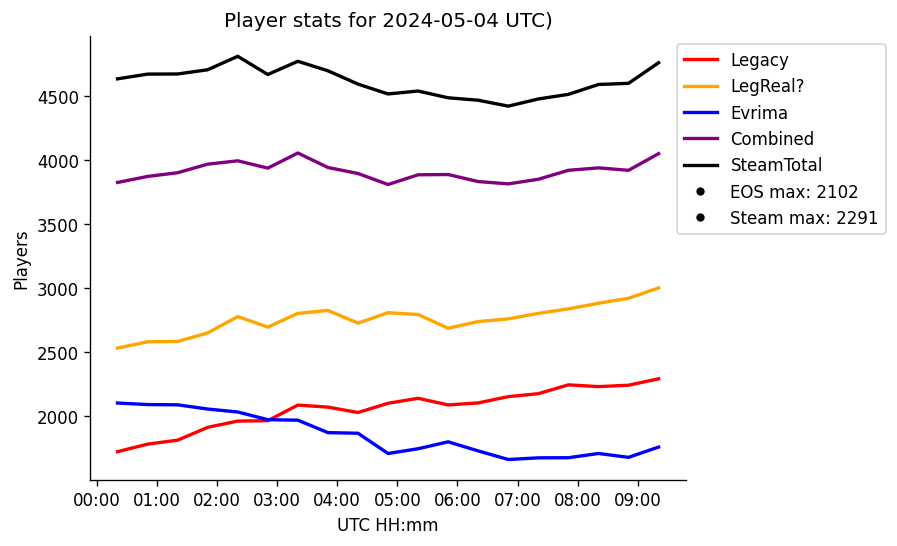 Player stats for 2024-05-04 UTC)
Legacy
LegReal?
Evrima
Combined
SteamTotal
EOS max: 2102
Steam max: 2291
4500
4000
3500
3000
2500
2000
Players
00:00 01:00 02:00 03:00 04:00 05:00 06:00 07:00 08:00 09:00
UTC HH:mm